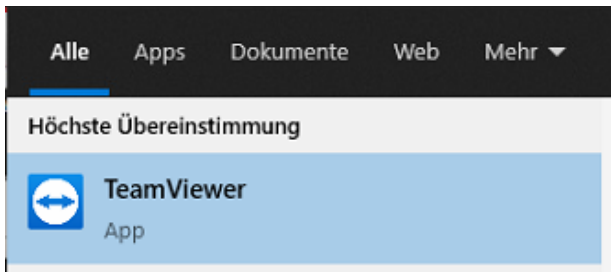 Alle Apps Dokumente Web Mehr
Höchste Übereinstimmung
TeamViewer
App